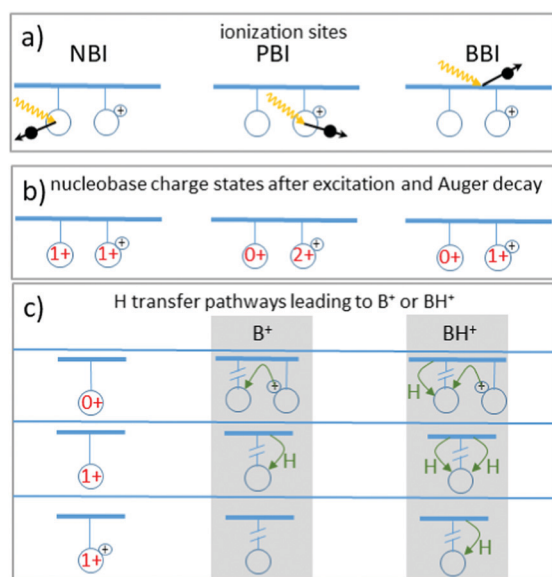 a)
ionization sites
NBI PBI BBI
+ + +
b)
nucleobase charge states after excitation and Auger decay
1+ 1+ + 0+ 2+ + 0+ 1+ +
c)
H transfer pathways leading to B⁺ or BH⁺
B⁺ BH⁺
0+ + H +
1+ H H H
1+ + H